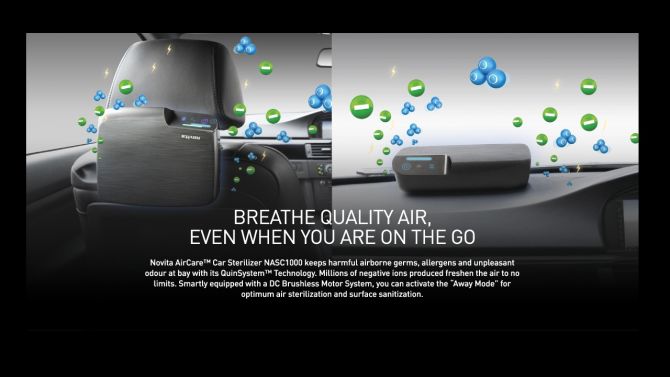 novita
BREATHE QUALITY AIR,
EVEN WHEN YOU ARE ON THE GO
Novita AirCare™ Car Sterilizer NASC1000 keeps harmful airborne germs, allergens and unpleasant
odour at bay with its QuinSystem™ Technology. Millions of negative ions produced freshen the air to no
limits. Smartly equipped with a DC Brushless Motor System, you can activate the “Away Mode” for
optimum air sterilization and surface sanitization.